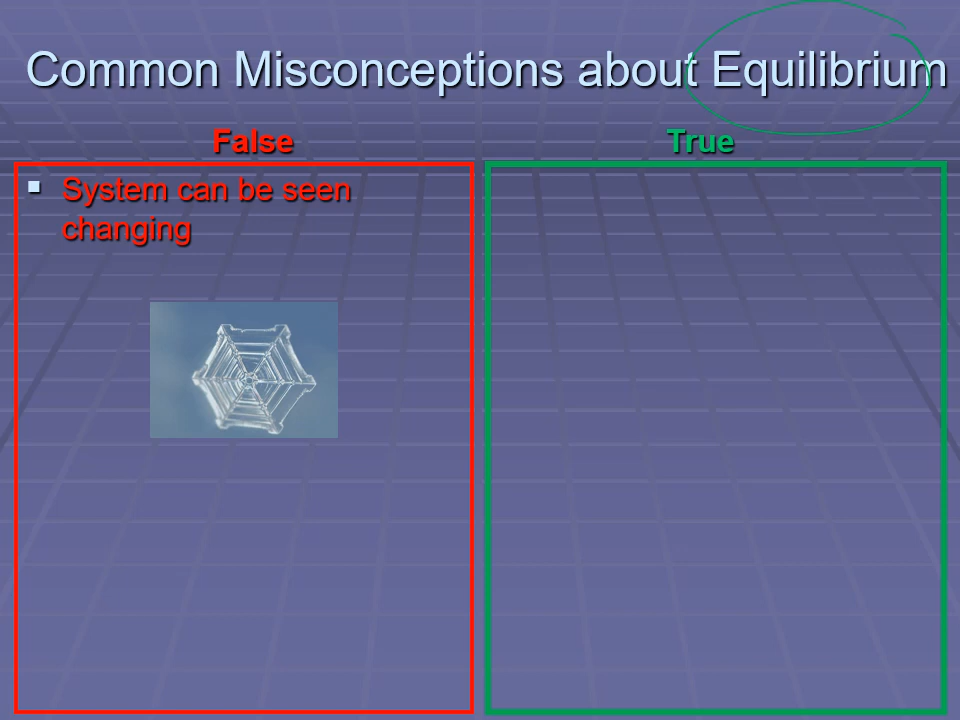 Common Misconceptions about Equilibrium
False
True
System can be seen
changing